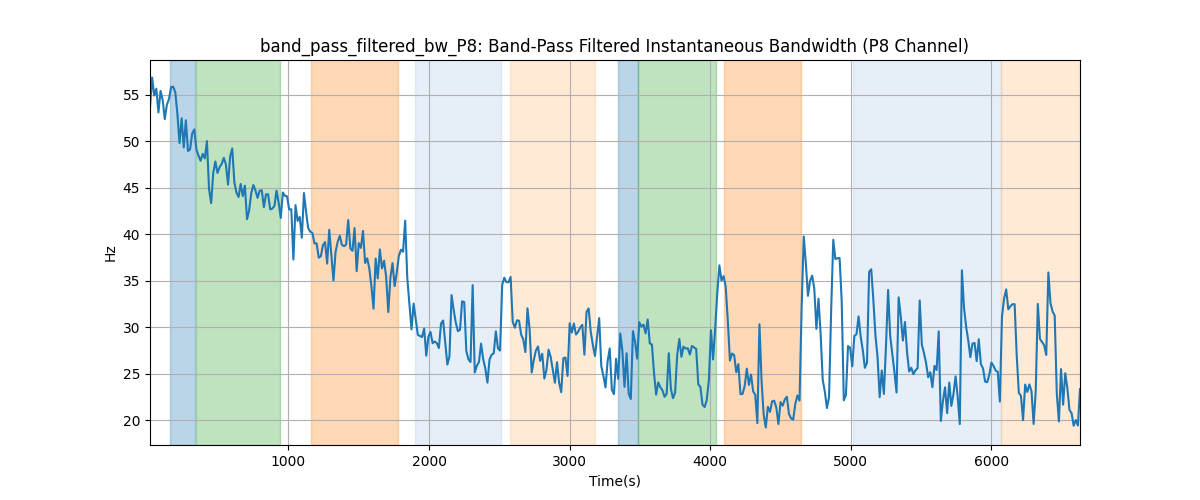 band_pass_filtered_bw_P8: Band-Pass Filtered Instantaneous Bandwidth (P8 Channel)
55
50
45
40
35
30
25
20
Hz
1000 2000 3000 4000 5000 6000
Time(s)